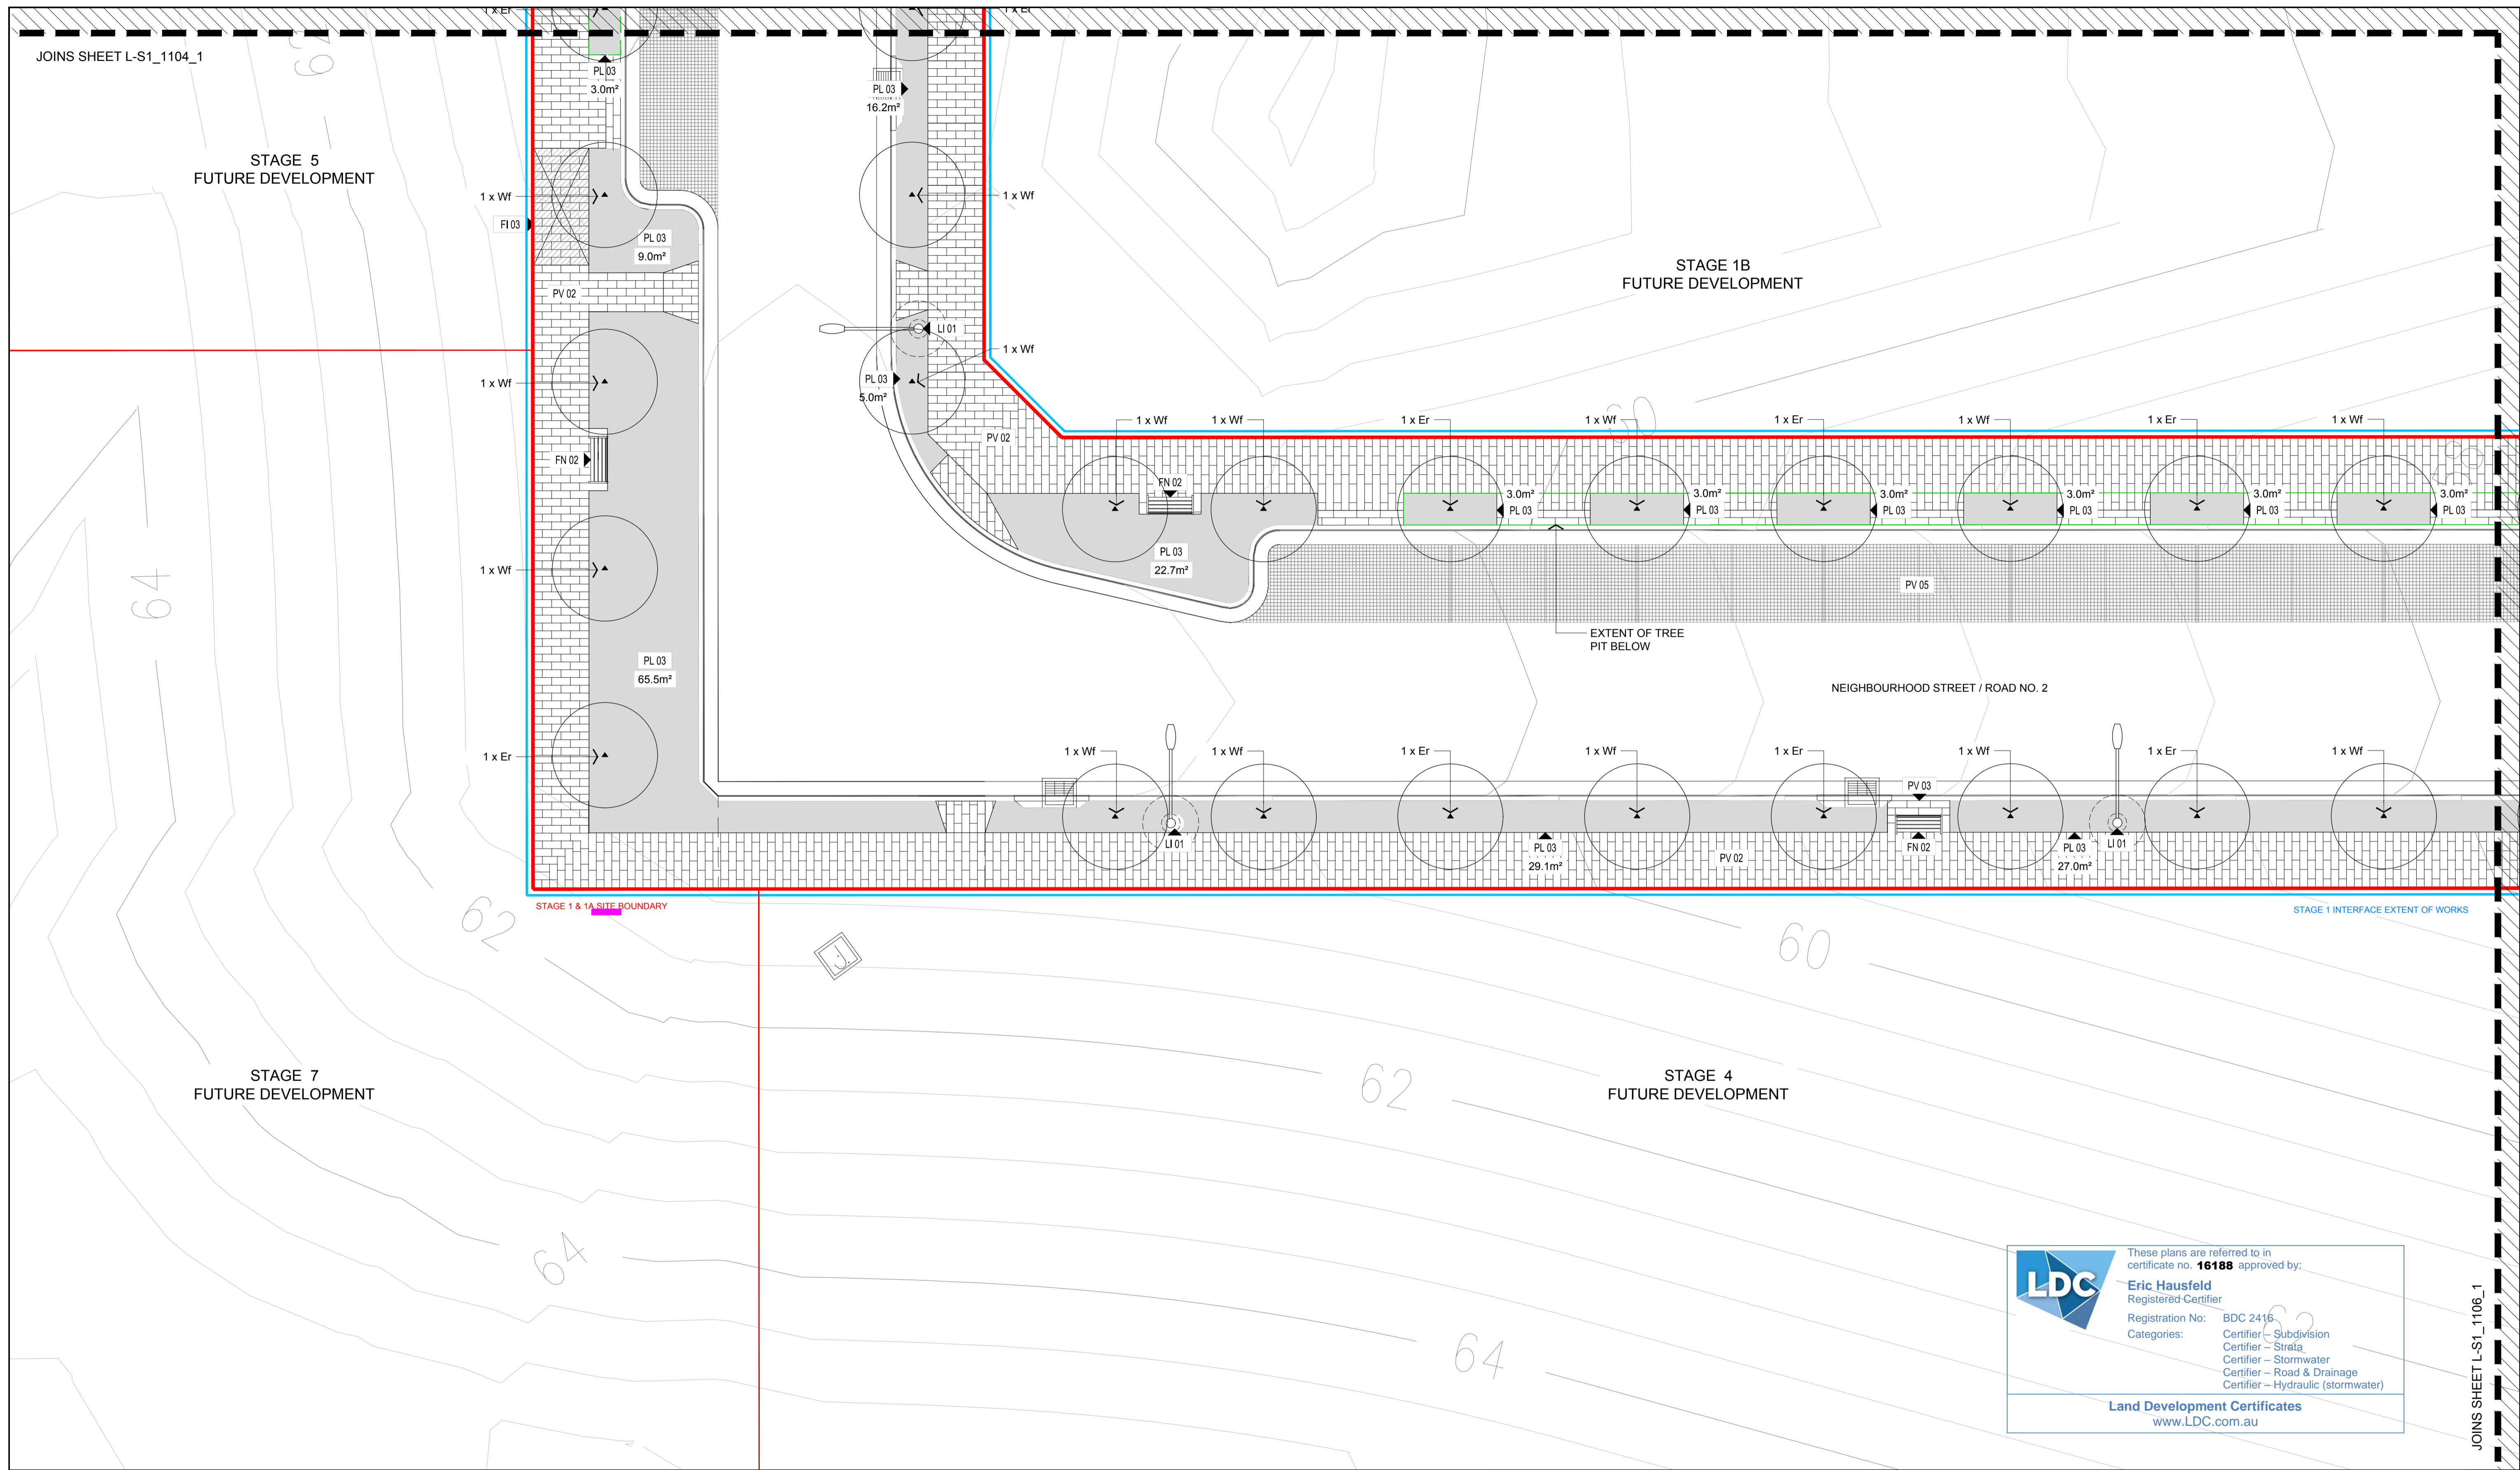 1 x Er
1 x Er
JOINS SHEET L-S1_1104_1
PL 03
3.0m²
PL 03
16.2m²
STAGE 5
FUTURE DEVELOPMENT
1 x Wf
1 x Wf
FI 03
PL 03
9.0m²
STAGE 1B
FUTURE DEVELOPMENT
PV 02
LI 01
1 x Wf
1 x Wf
PL 03
5.0m²
1 x Wf
1 x Wf
1 x Er
1 x Wf
1 x Er
1 x Wf
1 x Er
1 x Wf
60
PV 02
FN 02
FN 02
3.0m²
PL 03
3.0m²
PL 03
3.0m²
PL 03
3.0m²
PL 03
3.0m²
PL 03
3.0m²
PL 03
PL 03
22.7m²
1 x Wf
64
PV 05
EXTENT OF TREE
PIT BELOW
PL 03
65.5m²
NEIGHBOURHOOD STREET / ROAD NO. 2
1 x Er
1 x Wf
1 x Wf
1 x Er
1 x Wf
1 x Er
1 x Wf
1 x Er
1 x Wf
PV 03
LI 01
PL 03
29.1m²
PV 02
FN 02
PL 03
27.0m²
LI 01
STAGE 1 & 1A SITE BOUNDARY
STAGE 1 INTERFACE EXTENT OF WORKS
62
60
J
STAGE 7
FUTURE DEVELOPMENT
62
STAGE 4
FUTURE DEVELOPMENT
64
64
62
LDC
These plans are referred to in
certificate no. 16188 approved by:
Eric Hausfeld
Registered Certifier
Registration No: BDC 2416
Categories: Certifier – Subdivision
Certifier – Strata
Certifier – Stormwater
Certifier – Road & Drainage
Certifier – Hydraulic (stormwater)
Land Development Certificates
www.LDC.com.au
JOINS SHEET L-S1_1106_1